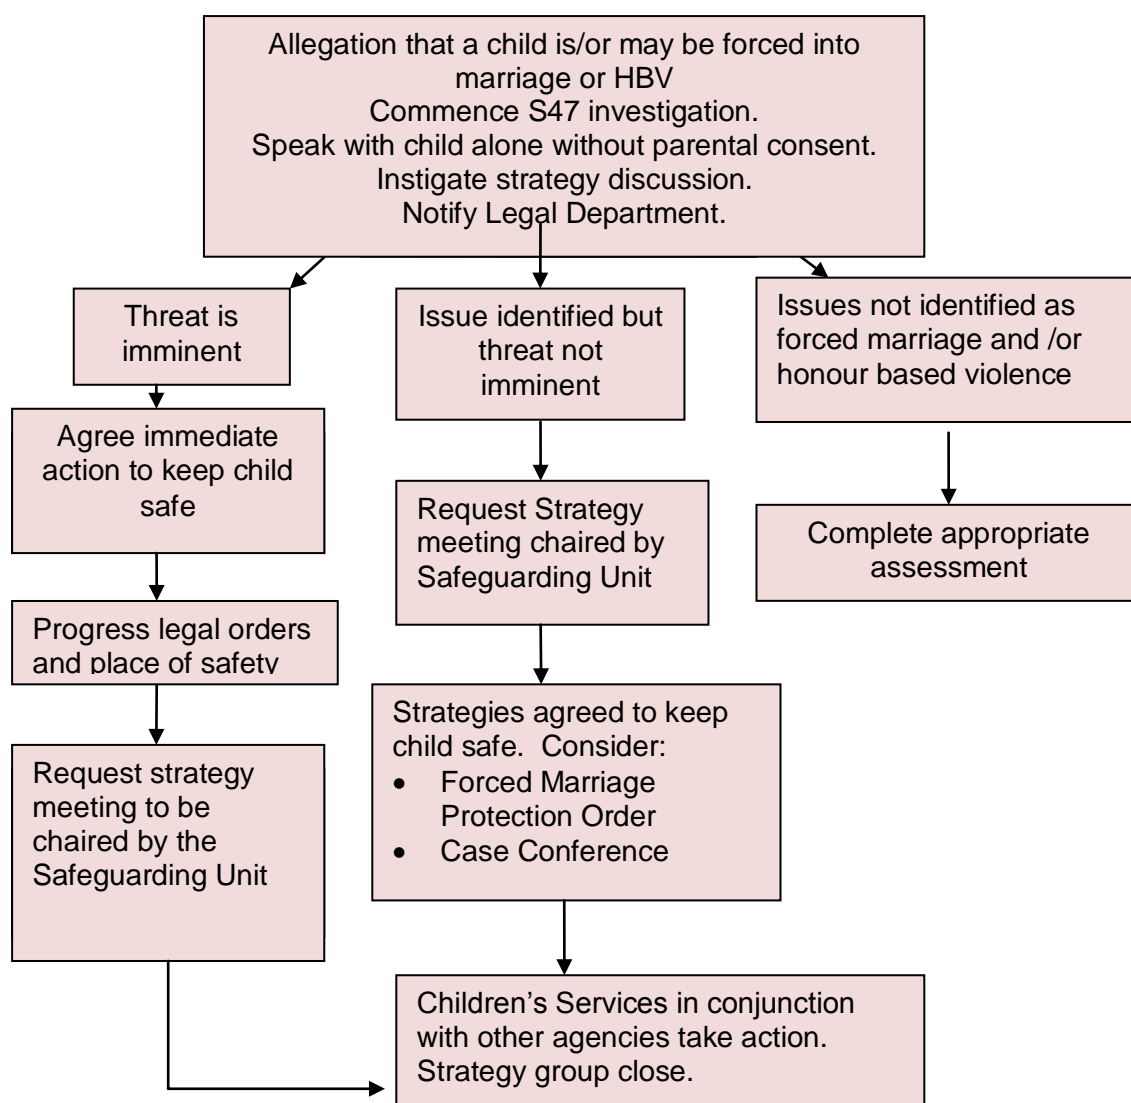 Allegation that a child is/or may be forced into
marriage or HBV
Commence S47 investigation.
Speak with child alone without parental consent.
Instigate strategy discussion.
Notify Legal Department.
Threat is
imminent
Agree immediate
action to keep child
safe
Progress legal orders
and place of safety
Request strategy
meeting to be
chaired by the
Safeguarding Unit
Issue identified but
threat not
imminent
Request Strategy
meeting chaired by
Safeguarding Unit
Strategies agreed to keep
child safe.  Consider:
• Forced Marriage
Protection Order
• Case Conference
Issues not identified as
forced marriage and /or
honour based violence
Complete appropriate
assessment
Children’s Services in conjunction
with other agencies take action.
Strategy group close.